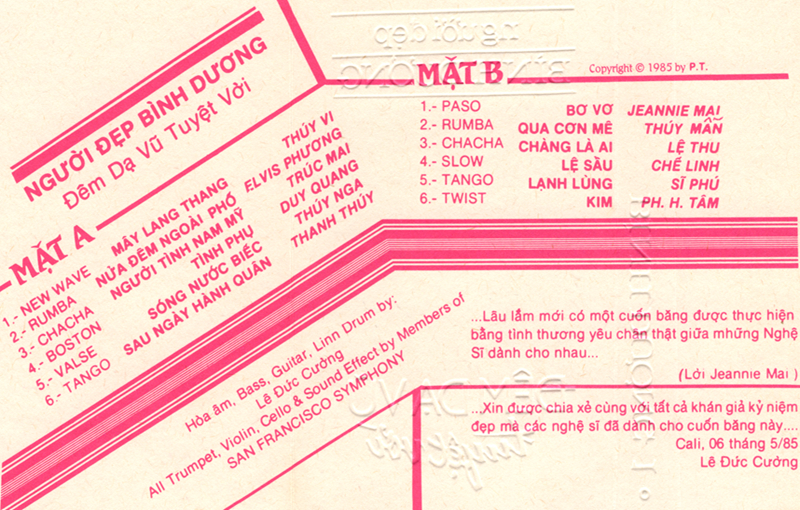 NGƯỜI ĐẸP BÌNH DƯƠNG
Đêm Dạ Vũ Tuyệt Vời
MẶT A
1.- NEW WAVE MÂY LANG THANG THÚY VI
2.- RUMBA NỬA ĐÊM NGOÀI PHỐ ELVIS PHƯƠNG
3.- CHACHA NGƯỜI TÌNH NAM MỸ TRÚC MAI
4.- BOSTON TÌNH PHỤ DUY QUANG
5.- VALSE SÓNG NƯỚC BIẾC THÚY NGA
6.- TANGO SAU NGÀY HÀNH QUÂN THANH THÚY
MẶT B
Copyright © 1985 by P.T.
1.- PASO BƠ VƠ JEANNIE MAI
2.- RUMBA QUA CƠN MÊ THÚY MẪN
3.- CHACHA CHÀNG LÀ AI LỆ THU
4.- SLOW LỆ SẦU CHẾ LINH
5.- TANGO LẠNH LÙNG SĨ PHÚ
6.- TWIST KIM PH. H. TÂM
Hòa âm, Bass, Guitar, Linn Drum by:
Lê Đức Cường
All Trumpet, Violin, Cello & Sound Effect by Members of
SAN FRANCISCO SYMPHONY
...Lâu lắm mới có một cuốn băng được thực hiện
bằng tình thương yêu chân thật giữa mhững Nghệ
Sĩ dành cho nhau...
(Lời Jeannie Mai )
...Xin được chia xẻ cùng với tất cả khán giả kỷ niệm
đẹp mà các nghệ sĩ đã dành cho cuốn băng này....
Cali, 06 tháng 5/85
Lê Đức Cường